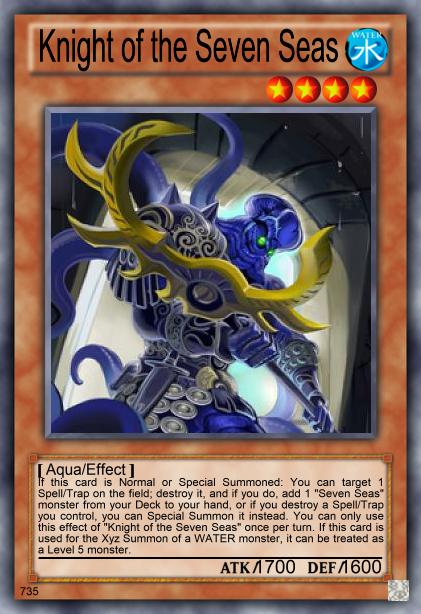 Knight of the Seven Seas
WATER
水
[ Aqua/Effect ]
If this card is Normal or Special Summoned: You can target 1
Spell/Trap on the field; destroy it, and if you do, add 1 "Seven Seas"
monster from your Deck to your hand, or if you destroy a Spell/Trap
you control, you can Special Summon it instead. You can only use
this effect of "Knight of the Seven Seas" once per turn. If this card is
used for the Xyz Summon of a WATER monster, it can be treated as
a Level 5 monster.
ATK/1700 DEF/1600
735